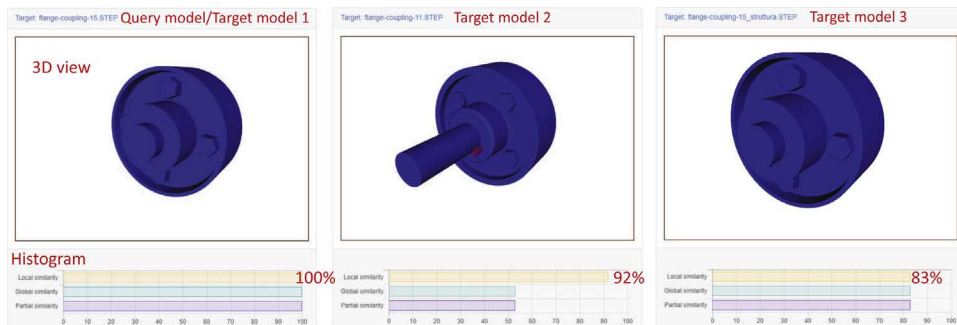 Target: flange-coupling-15.STEP
Query model/Target model 1
3D view
Histogram
Local similarity
100%
Global similarity
Partial similarity
0 10 20 30 40 50 60 70 80 90 100
Target: flange-coupling-11.STEP
Target model 2
Local similarity
92%
Global similarity
Partial similarity
0 10 20 30 40 50 60 70 80 90 100
Target: flange-coupling-15_struttura.STEP
Target model 3
Local similarity
83%
Global similarity
Partial similarity
0 10 20 30 40 50 60 70 80 90 100